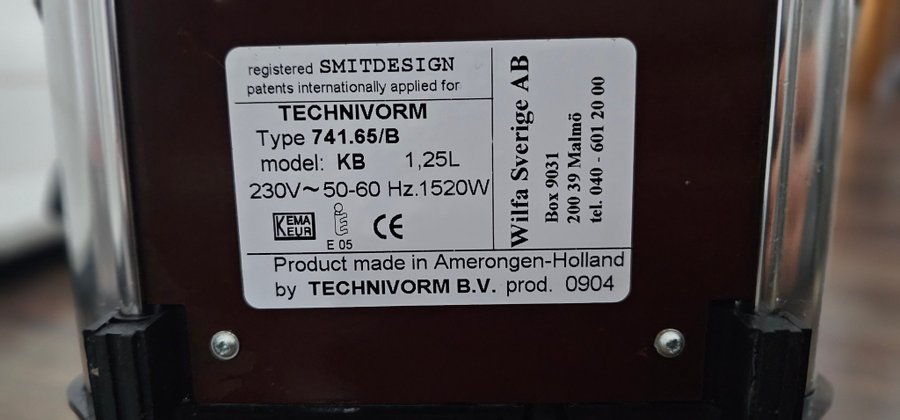 registered SMITDESIGN
patents internationally applied for
TECHNIVORM
Type 741.65/B
model: KB 1,25L
230V~50-60 Hz.1520W
KEMA
EUR
E 05
CE
Wilfa Sverige AB
Box 9031
200 39 Malmö
tel. 040 - 601 20 00
Product made in Amerongen-Holland
by TECHNIVORM B.V. prod. 0904